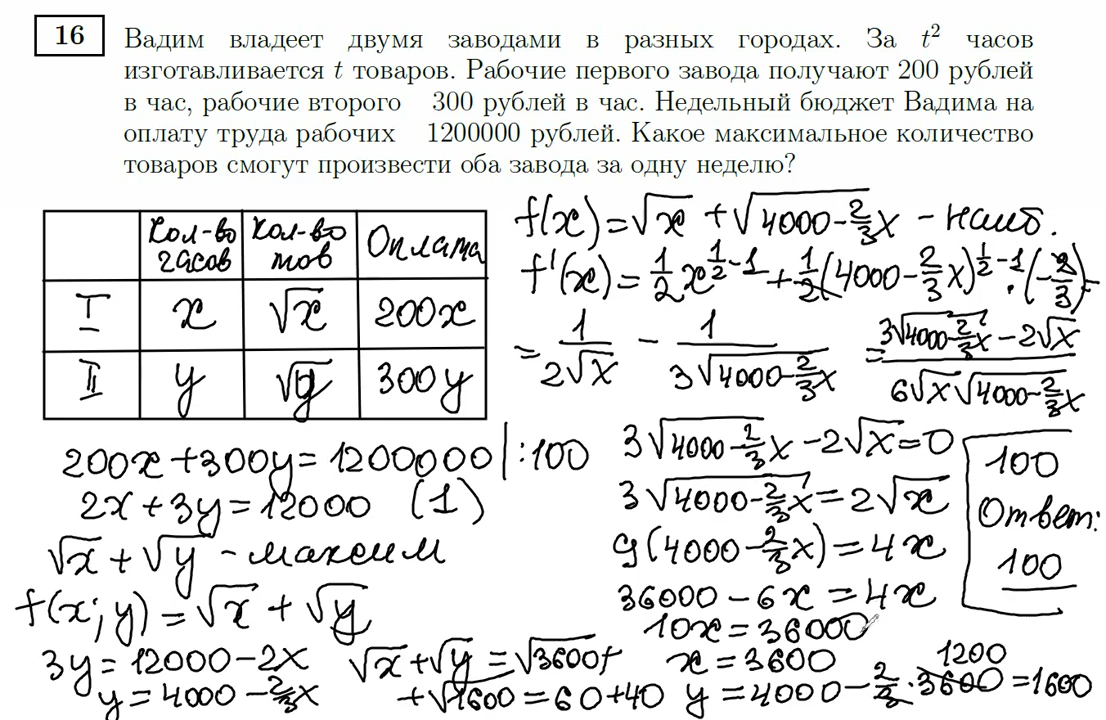 16
Вадим владеет двумя заводами в разных городах. За t² часов
изготавливается t товаров. Рабочие первого завода получают 200 рублей
в час, рабочие второго 300 рублей в час. Недельный бюджет Вадима на
оплату труда рабочих 1200000 рублей. Какое максимальное количество
товаров смогут произвести оба завода за одну неделю?
Кол-во часов | Кол-во тов | Оплата
I | x | √x | 200x
II | y | √y | 300y
200x+300y=1200000 |:100
2x+3y=12000 (1)
√x+√y - максим
f(x;y)=√x+√y
3y=12000-2x
y=4000-2/3x
√x+√y=√3600+
+√1600=60+40
f(x)=√x+√(4000-2/3x) - наиб.
f'(x)=1/2x^(1/2-1)+1/2(4000-2/3x)^(1/2-1)·(-2/3)=
=1/(2√x)-1/(3√(4000-2/3x))
=(3√(4000-2/3x)-2√x)/(6√x√(4000-2/3x))
3√(4000-2/3x)-2√x=0
3√(4000-2/3x)=2√x
9(4000-2/3x)=4x
36000-6x=4x
10x=36000
x=3600
y=4000-2/3·3600=1600
1200
100
Ответ:
100